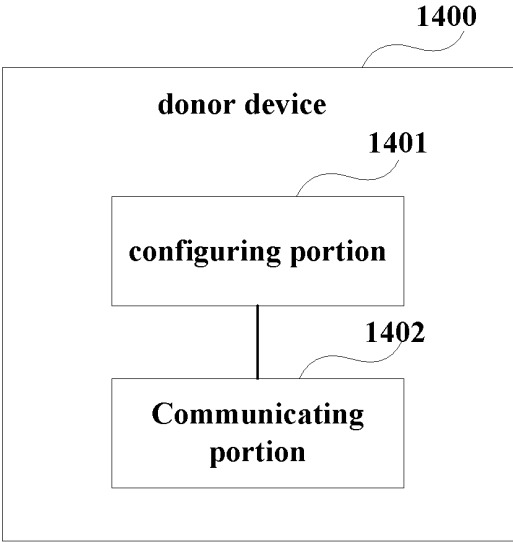 1400
donor device
1401
configuring portion
1402
Communicating
portion